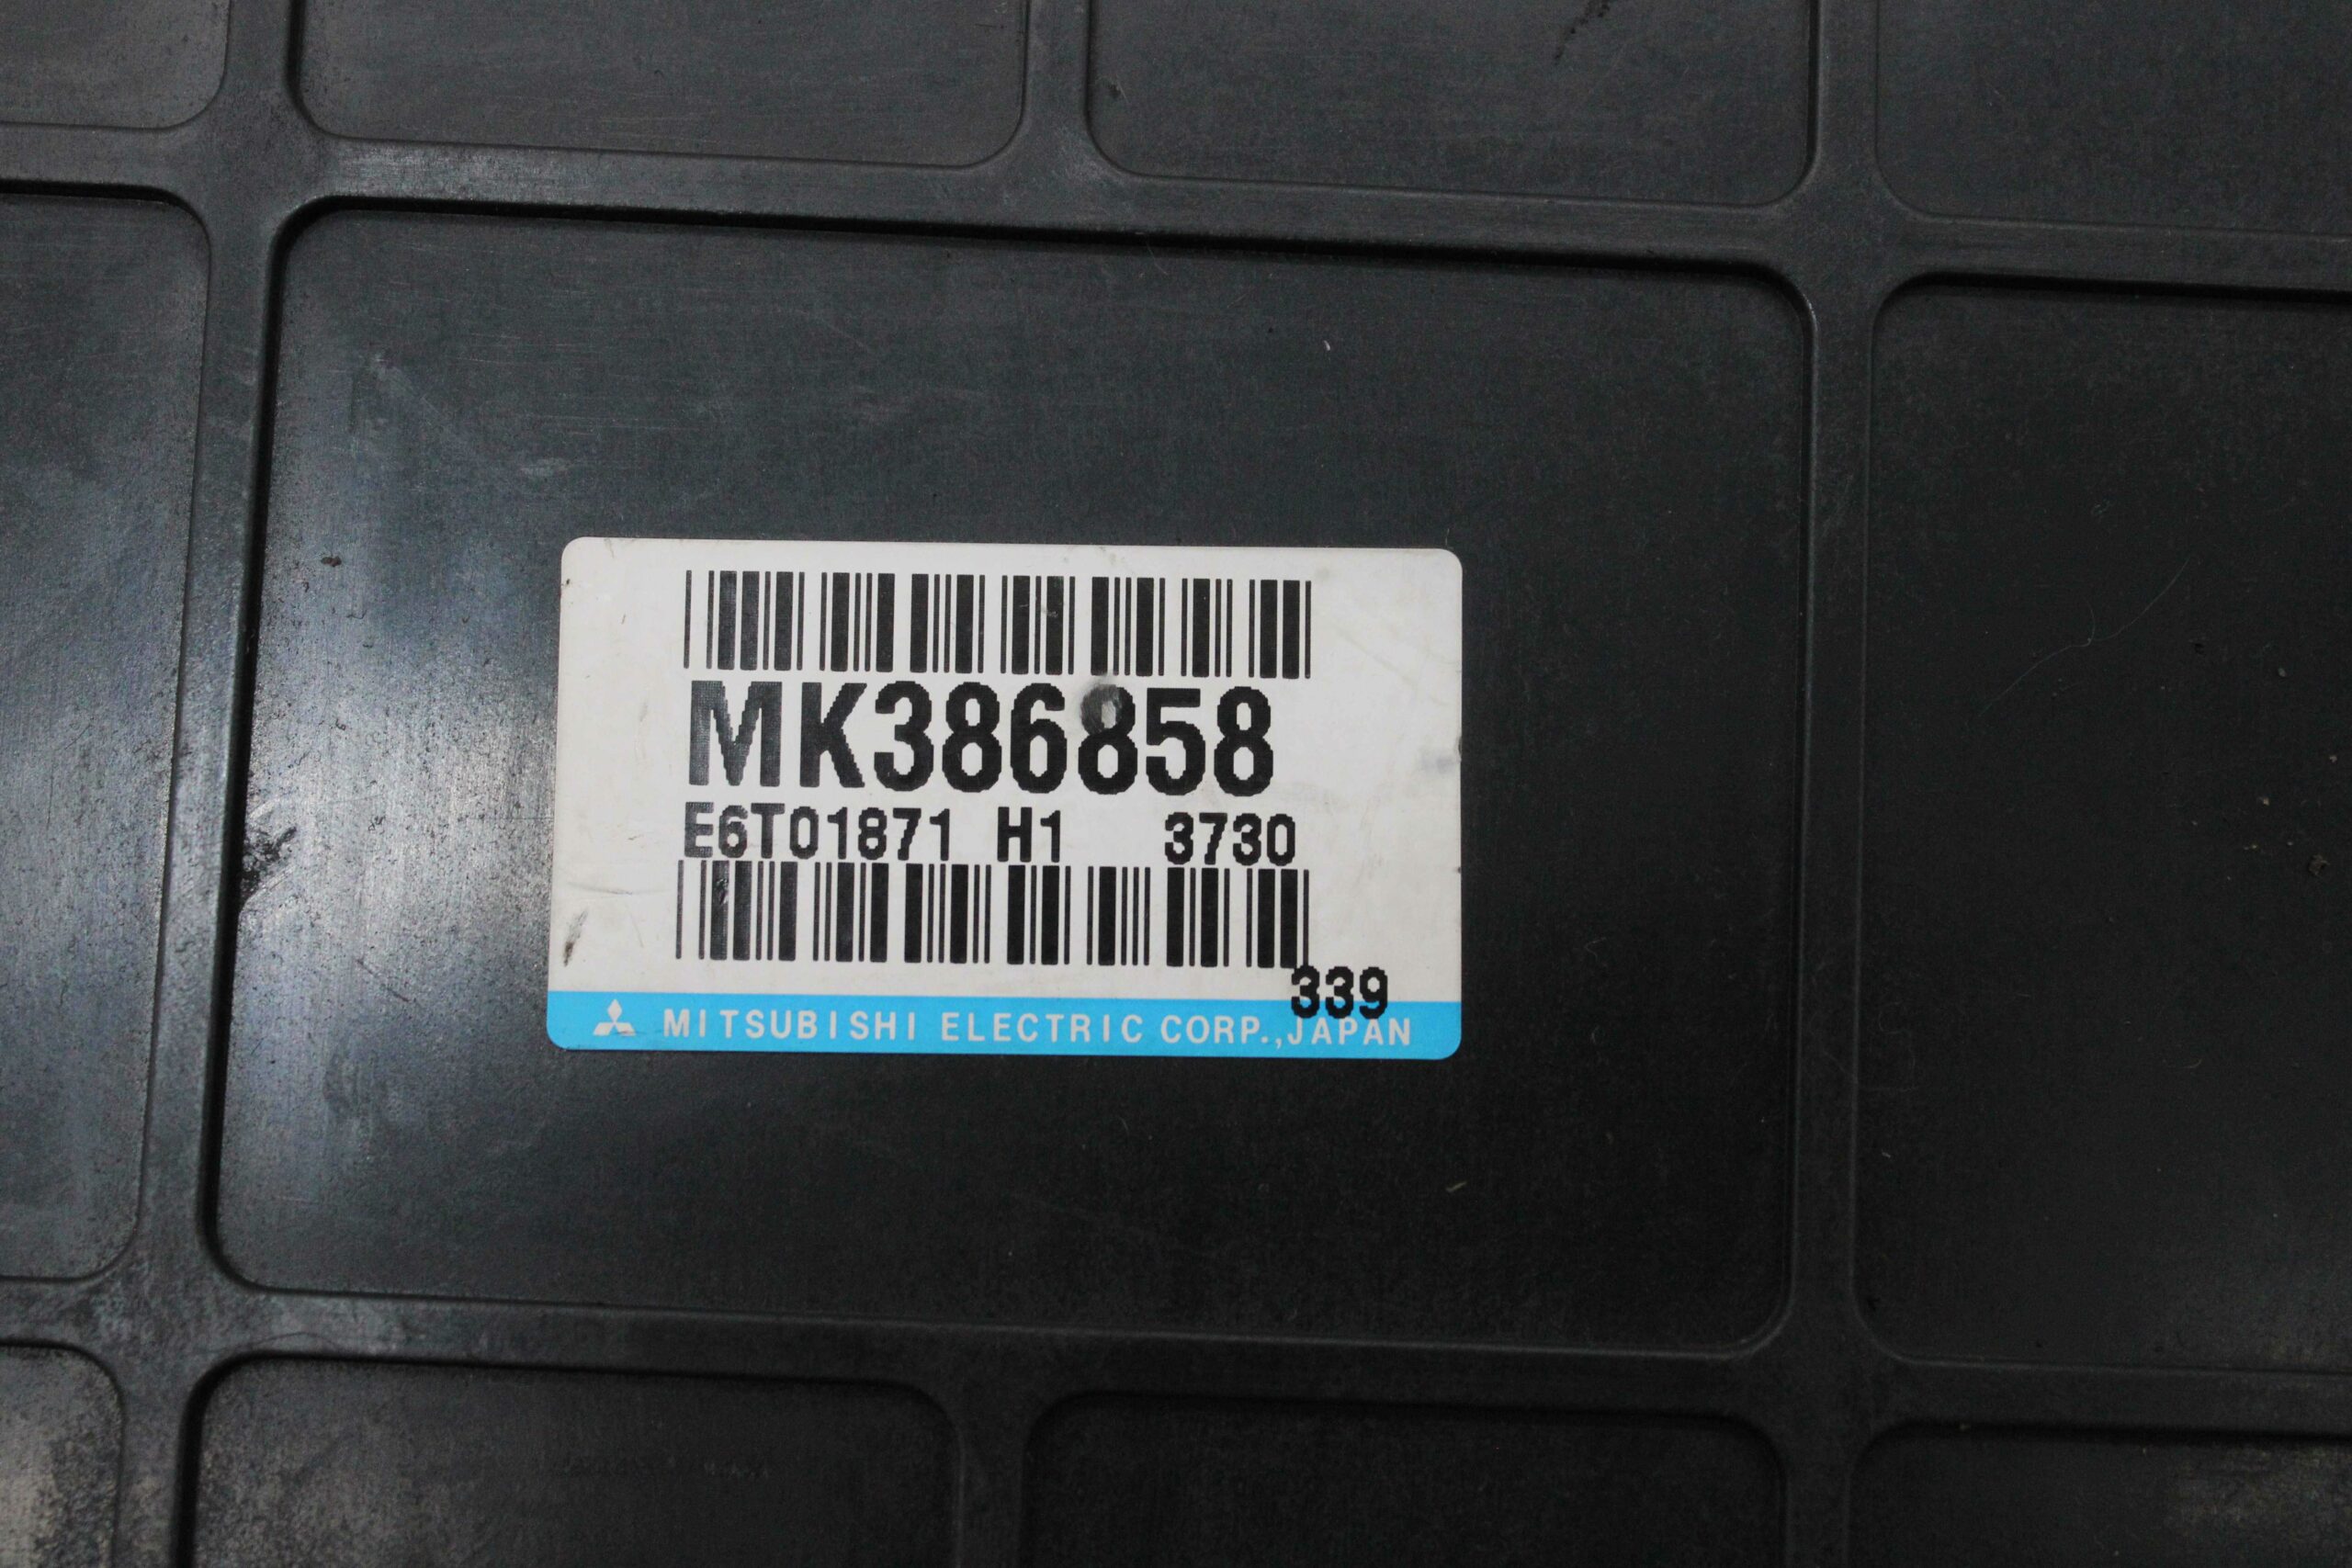 MK386858
E6T01871 H1 3730
339
MITSUBISHI ELECTRIC CORP.,JAPAN